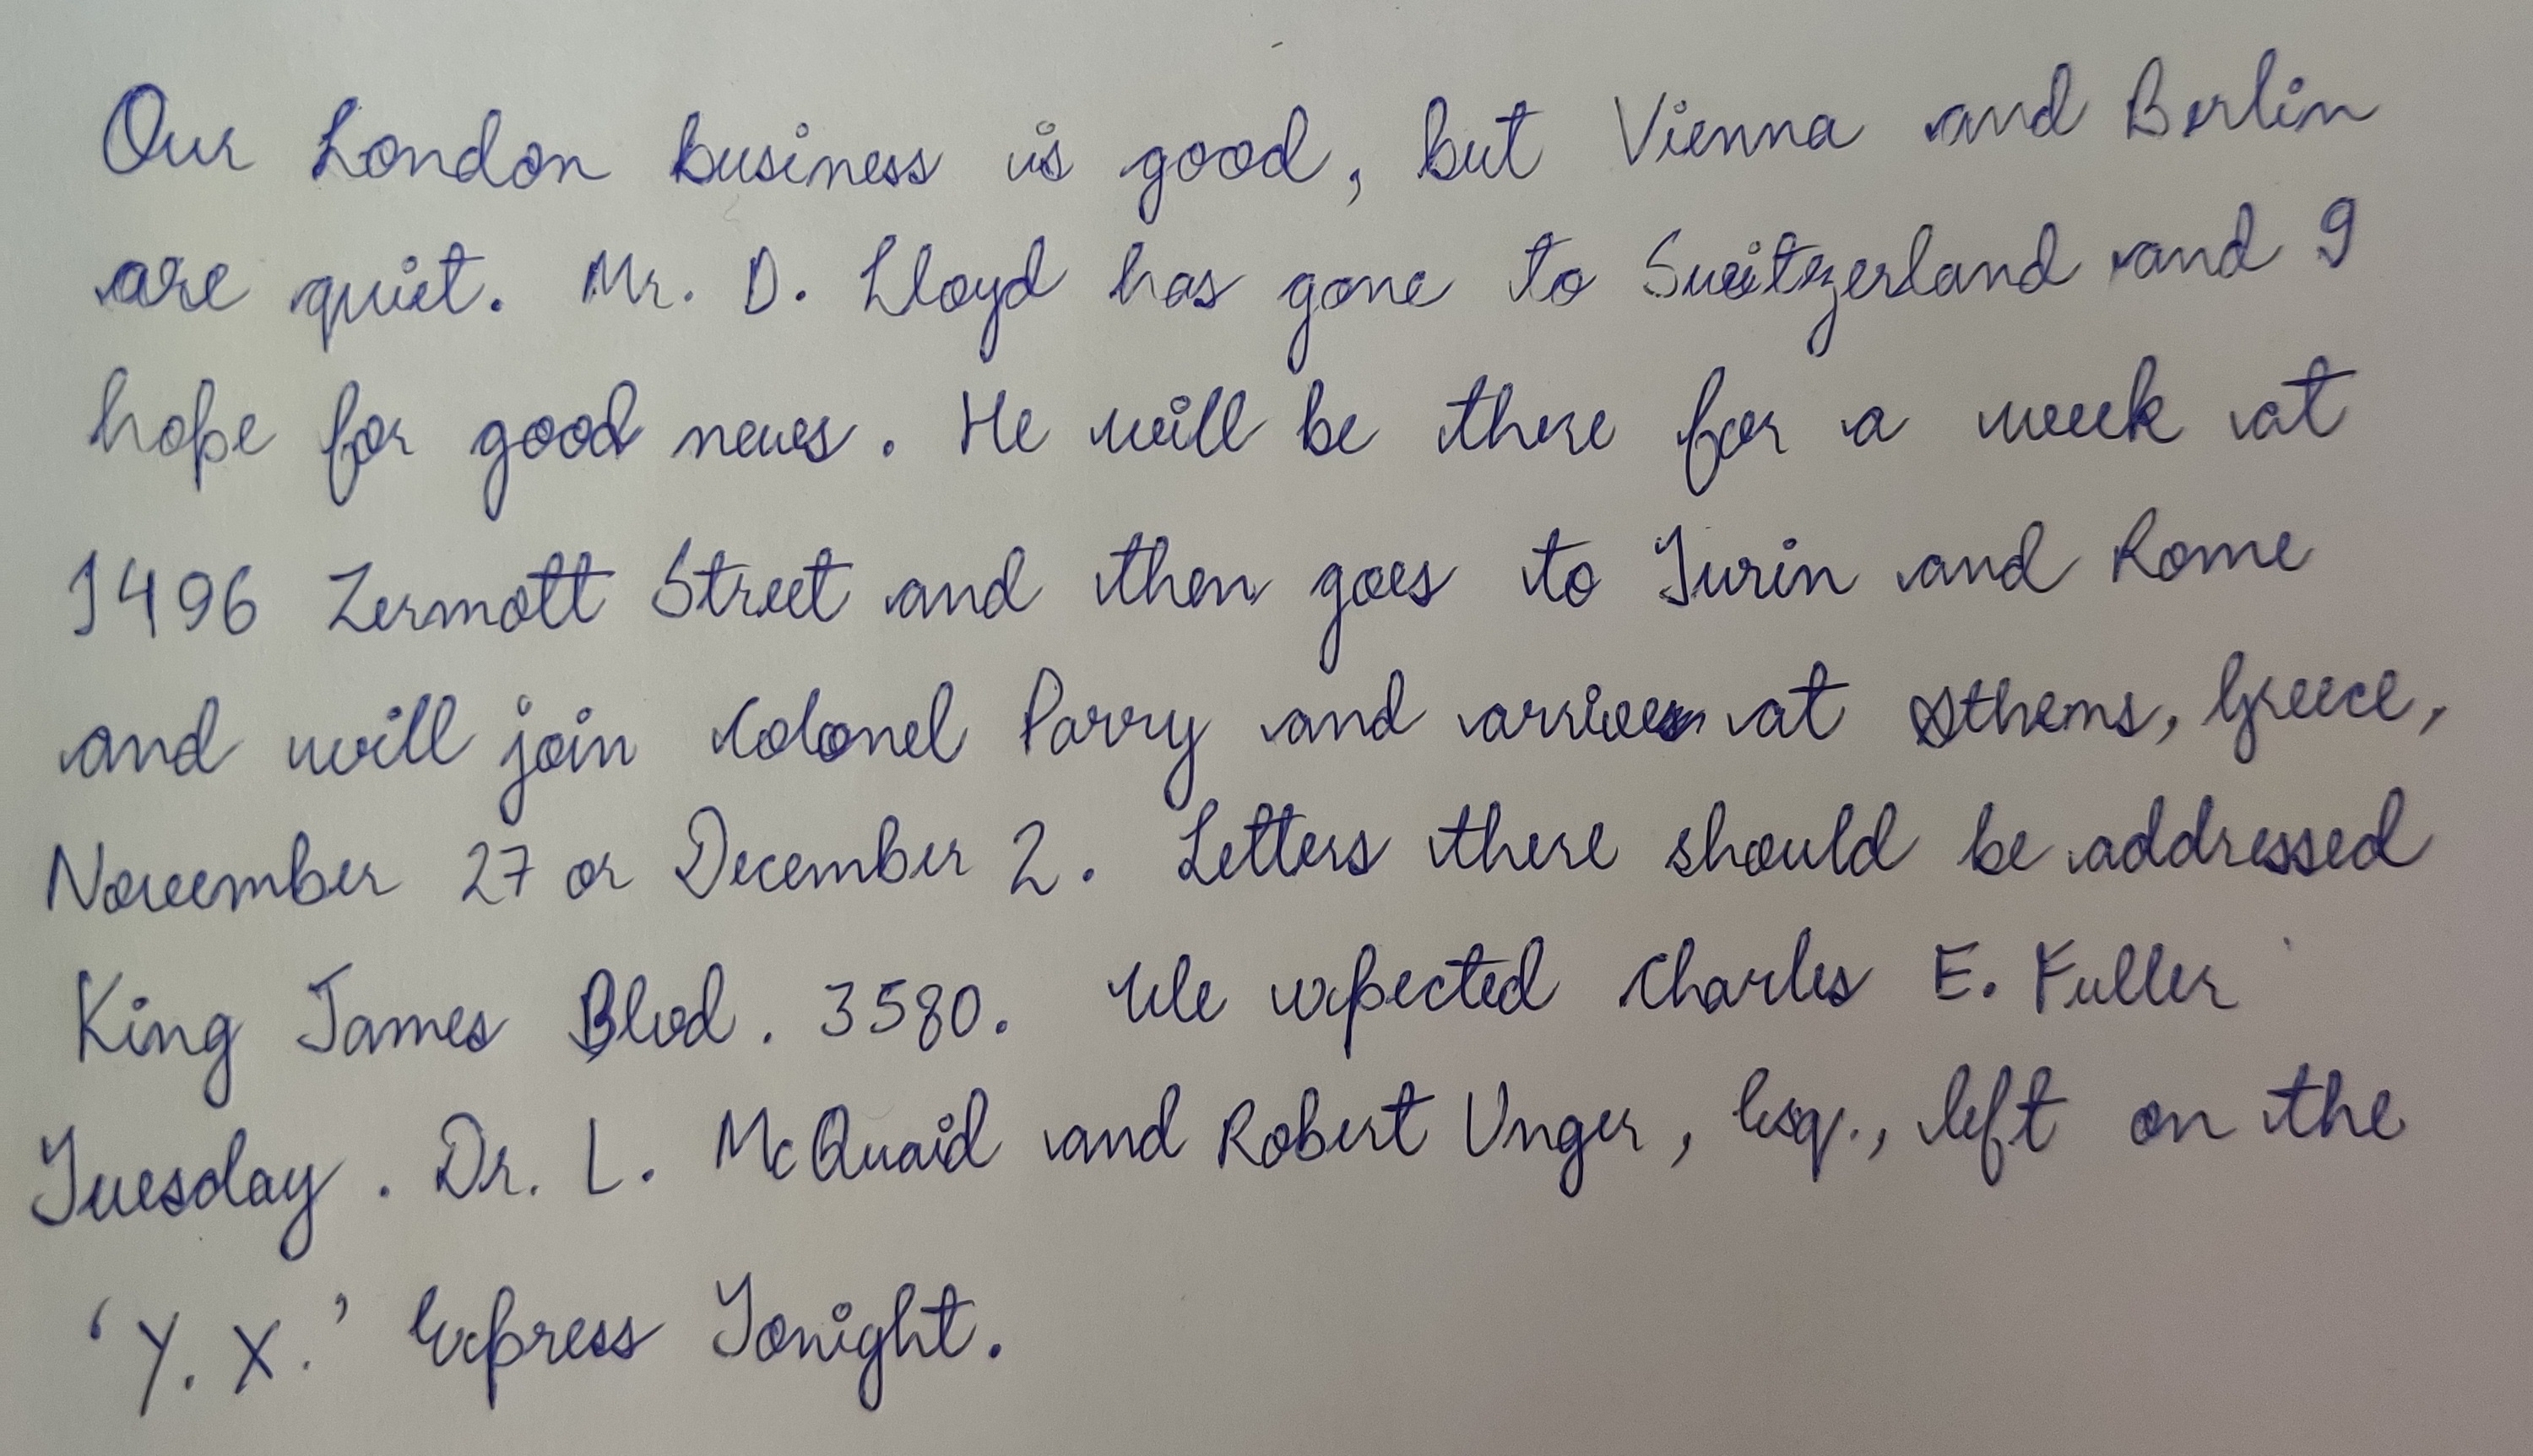 Our London business is good, but Vienna and Berlin
are quiet. Mr. D. Lloyd has gone to Switzerland and I
hope for good news. He will be there for a week at
1496 Zermott Street and then goes to Turin and Rome
and will join Colonel Parry and arrives at Athens, Greece,
November 27 or December 2. Letters there should be addressed
King James Blvd. 3580. We expected Charles E. Fuller
Tuesday. Dr. L. McQuaid and Robert Unger, Esq., left on the
'Y. X.' Express Tonight.